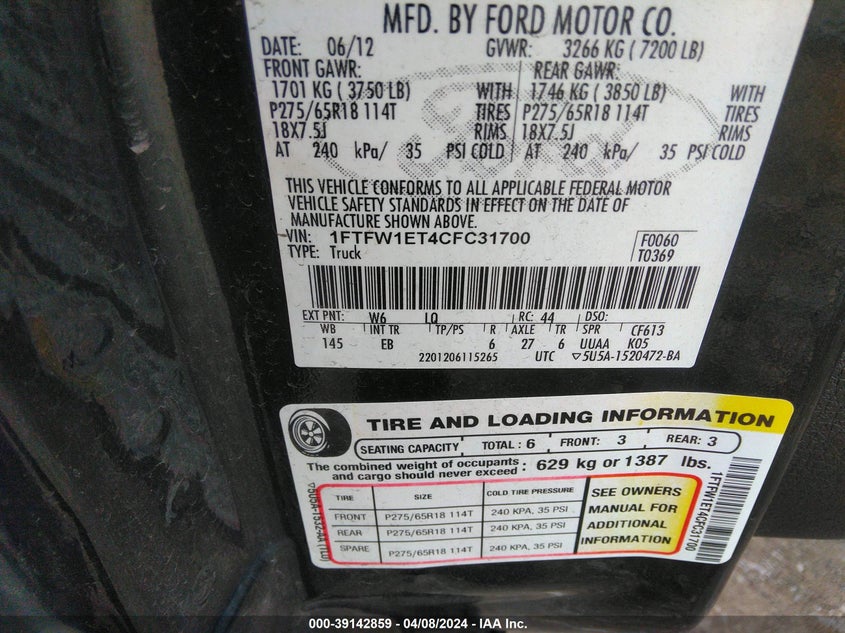 MFD. BY FORD MOTOR CO.
DATE: 06/12 GVWR: 3266 KG ( 7200 LB)
FRONT GAWR: REAR GAWR:
1701 KG ( 3750 LB) WITH 1746 KG ( 3850 LB) WITH
P275/65R18 114T TIRES P275/65R18 114T TIRES
18X7.5J RIMS 18X7.5J RIMS
AT 240 kPa/ 35 PSI COLD AT 240 kPa/ 35 PSI COLD
THIS VEHICLE CONFORMS TO ALL APPLICABLE FEDERAL MOTOR
VEHICLE SAFETY STANDARDS IN EFFECT ON THE DATE OF
MANUFACTURE SHOWN ABOVE.
VIN: 1FTFW1ET4CFC31700 F0060
TYPE: Truck T0369
EXT PNT: W6 LQ RC: 44 DSO:
WB INT TR TP/PS R AXLE TR SPR CF613
145 EB 6 27 6 UUAA K05
2201206115265 UTC ▽5U5A-1520472-BA
TIRE AND LOADING INFORMATION
SEATING CAPACITY TOTAL : 6 FRONT: 3 REAR: 3
The combined weight of occupants
and cargo should never exceed : 629 kg or 1387 lbs.
TIRE SIZE COLD TIRE PRESSURE
FRONT P275/65R18 114T 240 KPA, 35 PSI
REAR P275/65R18 114T 240 KPA, 35 PSI
SPARE P275/65R18 114T 240 KPA, 35 PSI
SEE OWNERS
MANUAL FOR
ADDITIONAL
INFORMATION
1FTFW1ET4CFC31700
000-39142859 - 04/08/2024 - IAA Inc.